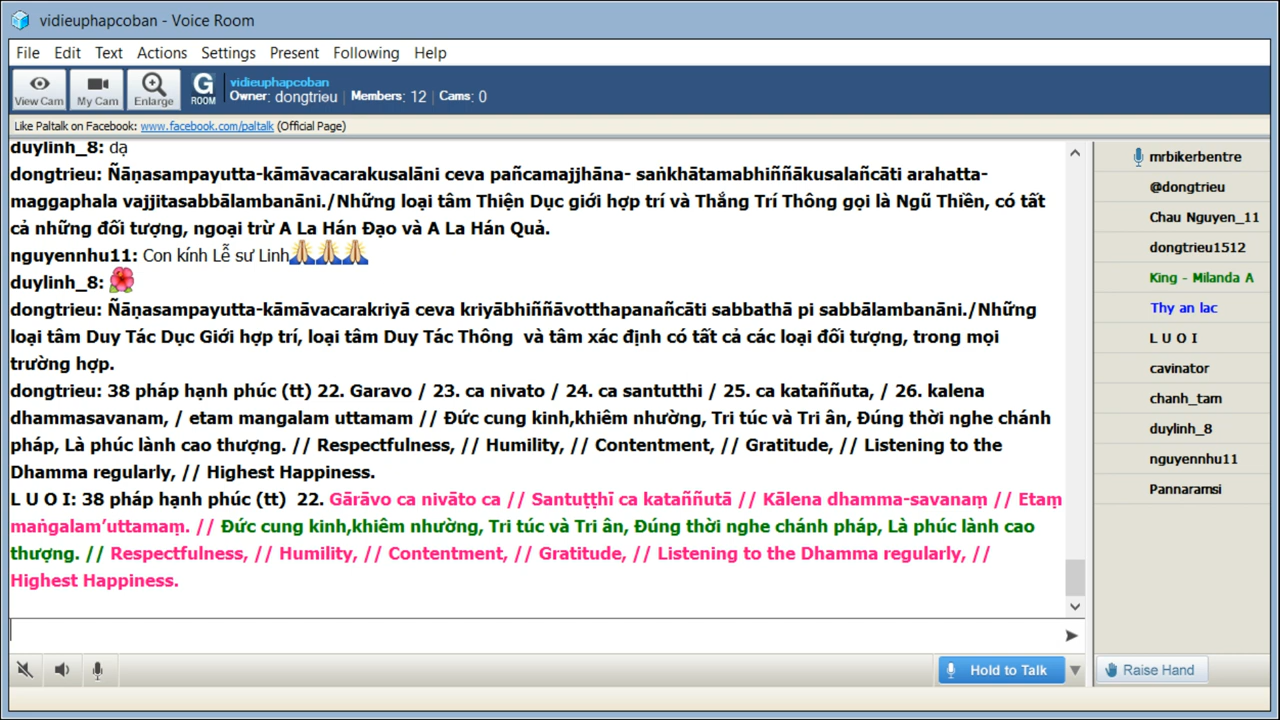 vidieuphapcoban - Voice Room
File Edit Text Actions Settings Present Following Help
View Cam My Cam Enlarge G ROOM vidieuphapcoban
Owner: dongtrieu Members: 12 Cams: 0
Like Paltalk on Facebook: www.facebook.com/paltalk (Official Page)
duylinh_8: dạ
dongtrieu: Ñāṇasampayutta-kāmāvacarakusalāni ceva pañcamajjhāna- saṅkhātamabhiññākusalañcāti arahatta-
maggaphala vajjitasabbālambanāni./Những loại tâm Thiện Dục giới hợp trí và Thắng Trí Thông gọi là Ngũ Thiền, có tất
cả những đối tượng, ngoại trừ A La Hán Đạo và A La Hán Quả.
nguyennhu11: Con kính Lễ sư Linh🙏🙏🙏
duylinh_8: 🌺
dongtrieu: Ñāṇasampayutta-kāmāvacarakriyā ceva kriyābhiññāvotthapanañcāti sabbathā pi sabbālambanāni./Những
loại tâm Duy Tác Dục Giới hợp trí, loại tâm Duy Tác Thông và tâm xác định có tất cả các loại đối tượng, trong mọi
trường hợp.
dongtrieu: 38 pháp hạnh phúc (tt) 22. Garavo / 23. ca nivato / 24. ca santutthi / 25. ca kataññuta, / 26. kalena
dhammasavanam, / etam mangalam uttamam // Đức cung kinh,khiêm nhường, Tri túc và Tri ân, Đúng thời nghe chánh
pháp, Là phúc lành cao thượng. // Respectfulness, // Humility, // Contentment, // Gratitude, // Listening to the
Dhamma regularly, // Highest Happiness.
L U O I: 38 pháp hạnh phúc (tt) 22. Gārāvo ca nivāto ca // Santuṭṭhī ca kataññutā // Kālena dhamma-savanaṃ // Etaṃ
maṅgalam’uttamaṃ. // Đức cung kinh,khiêm nhường, Tri túc và Tri ân, Đúng thời nghe chánh pháp, Là phúc lành cao
thượng. // Respectfulness, // Humility, // Contentment, // Gratitude, // Listening to the Dhamma regularly, //
Highest Happiness.
mrbikerbentre
@dongtrieu
Chau Nguyen_11
dongtrieu1512
King - Milanda A
Thy an lac
L U O I
cavinator
chanh_tam
duylinh_8
nguyennhu11
Pannaramsi
Hold to Talk
Raise Hand